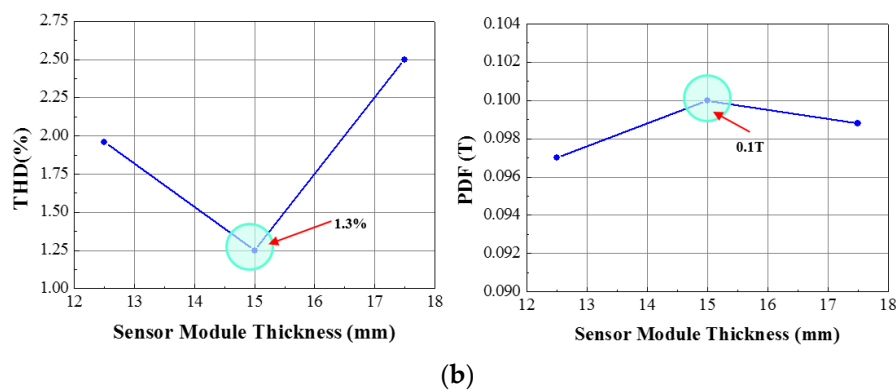 THD(%)
2.75
2.50
2.25
2.00
1.75
1.50
1.25
1.00
1.3%
12 13 14 15 16 17 18
Sensor Module Thickness (mm)
PDF (T)
0.104
0.102
0.100
0.098
0.096
0.094
0.092
0.090
0.1T
12 13 14 15 16 17 18
Sensor Module Thickness (mm)
(b)